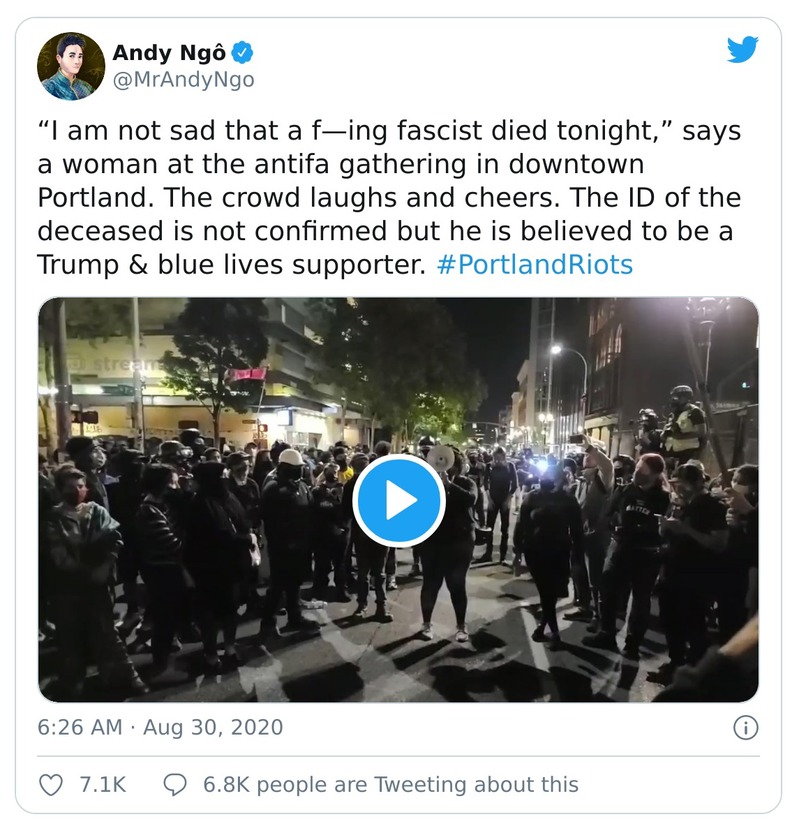 Andy Ngô
@MrAndyNgo
“I am not sad that a f—ing fascist died tonight,” says
a woman at the antifa gathering in downtown
Portland. The crowd laughs and cheers. The ID of the
deceased is not confirmed but he is believed to be a
Trump & blue lives supporter. #PortlandRiots
stream
MATTER
6:26 AM · Aug 30, 2020
7.1K 6.8K people are Tweeting about this